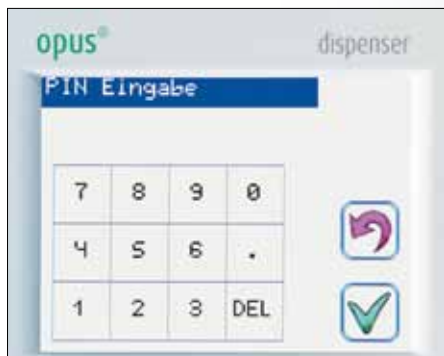 opus® dispenser
PIN Eingabe
7 8 9 0
4 5 6 .
1 2 3 DEL